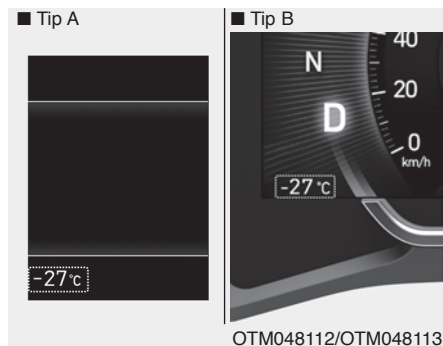 ■ Tip A
-27°c
■ Tip B
N
D
40
20
0
km/h
-27°c
OTM048112/OTM048113